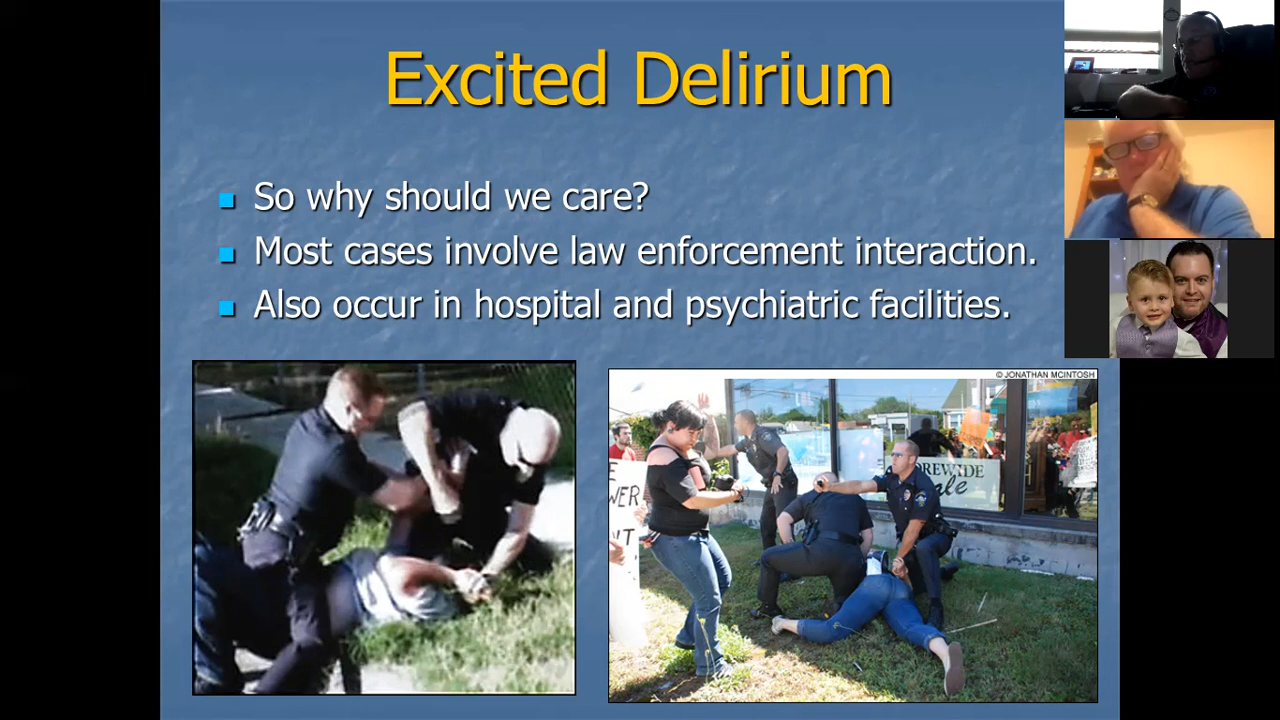 Excited Delirium
So why should we care?
Most cases involve law enforcement interaction.
Also occur in hospital and psychiatric facilities.
© JONATHAN MCINTOSH